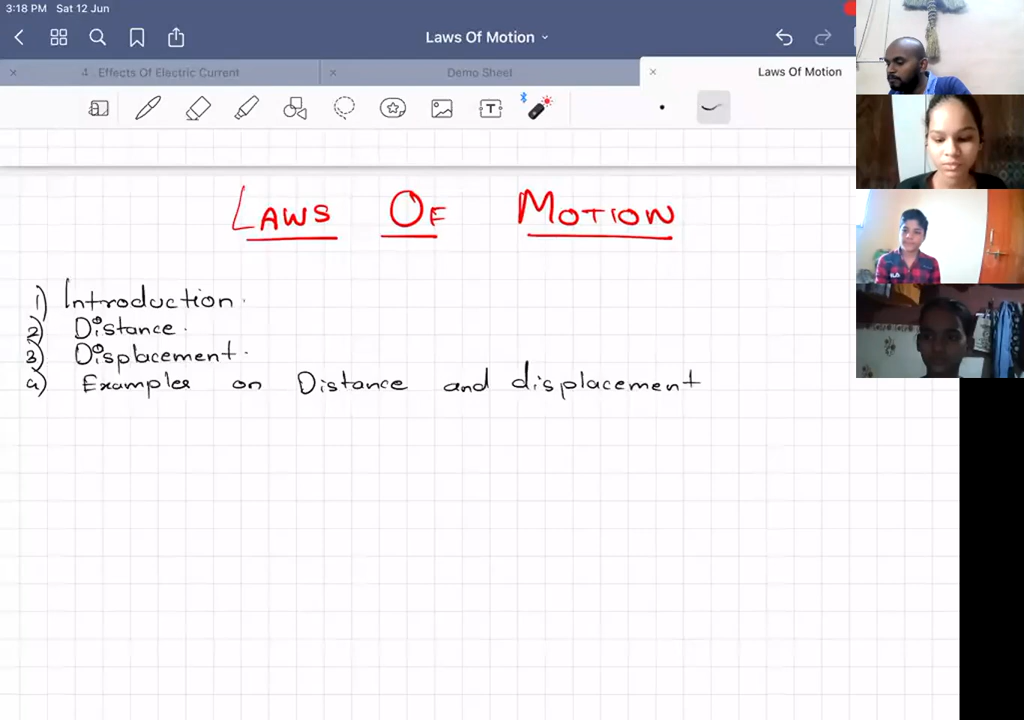 3:18 PM Sat 12 Jun
Laws Of Motion
4. Effects Of Electric Current
Demo Sheet
Laws Of Motion
T
LAWS OF MOTION
1) Introduction.
2) Distance.
3) Displacement.
4) Examples on Distance and displacement